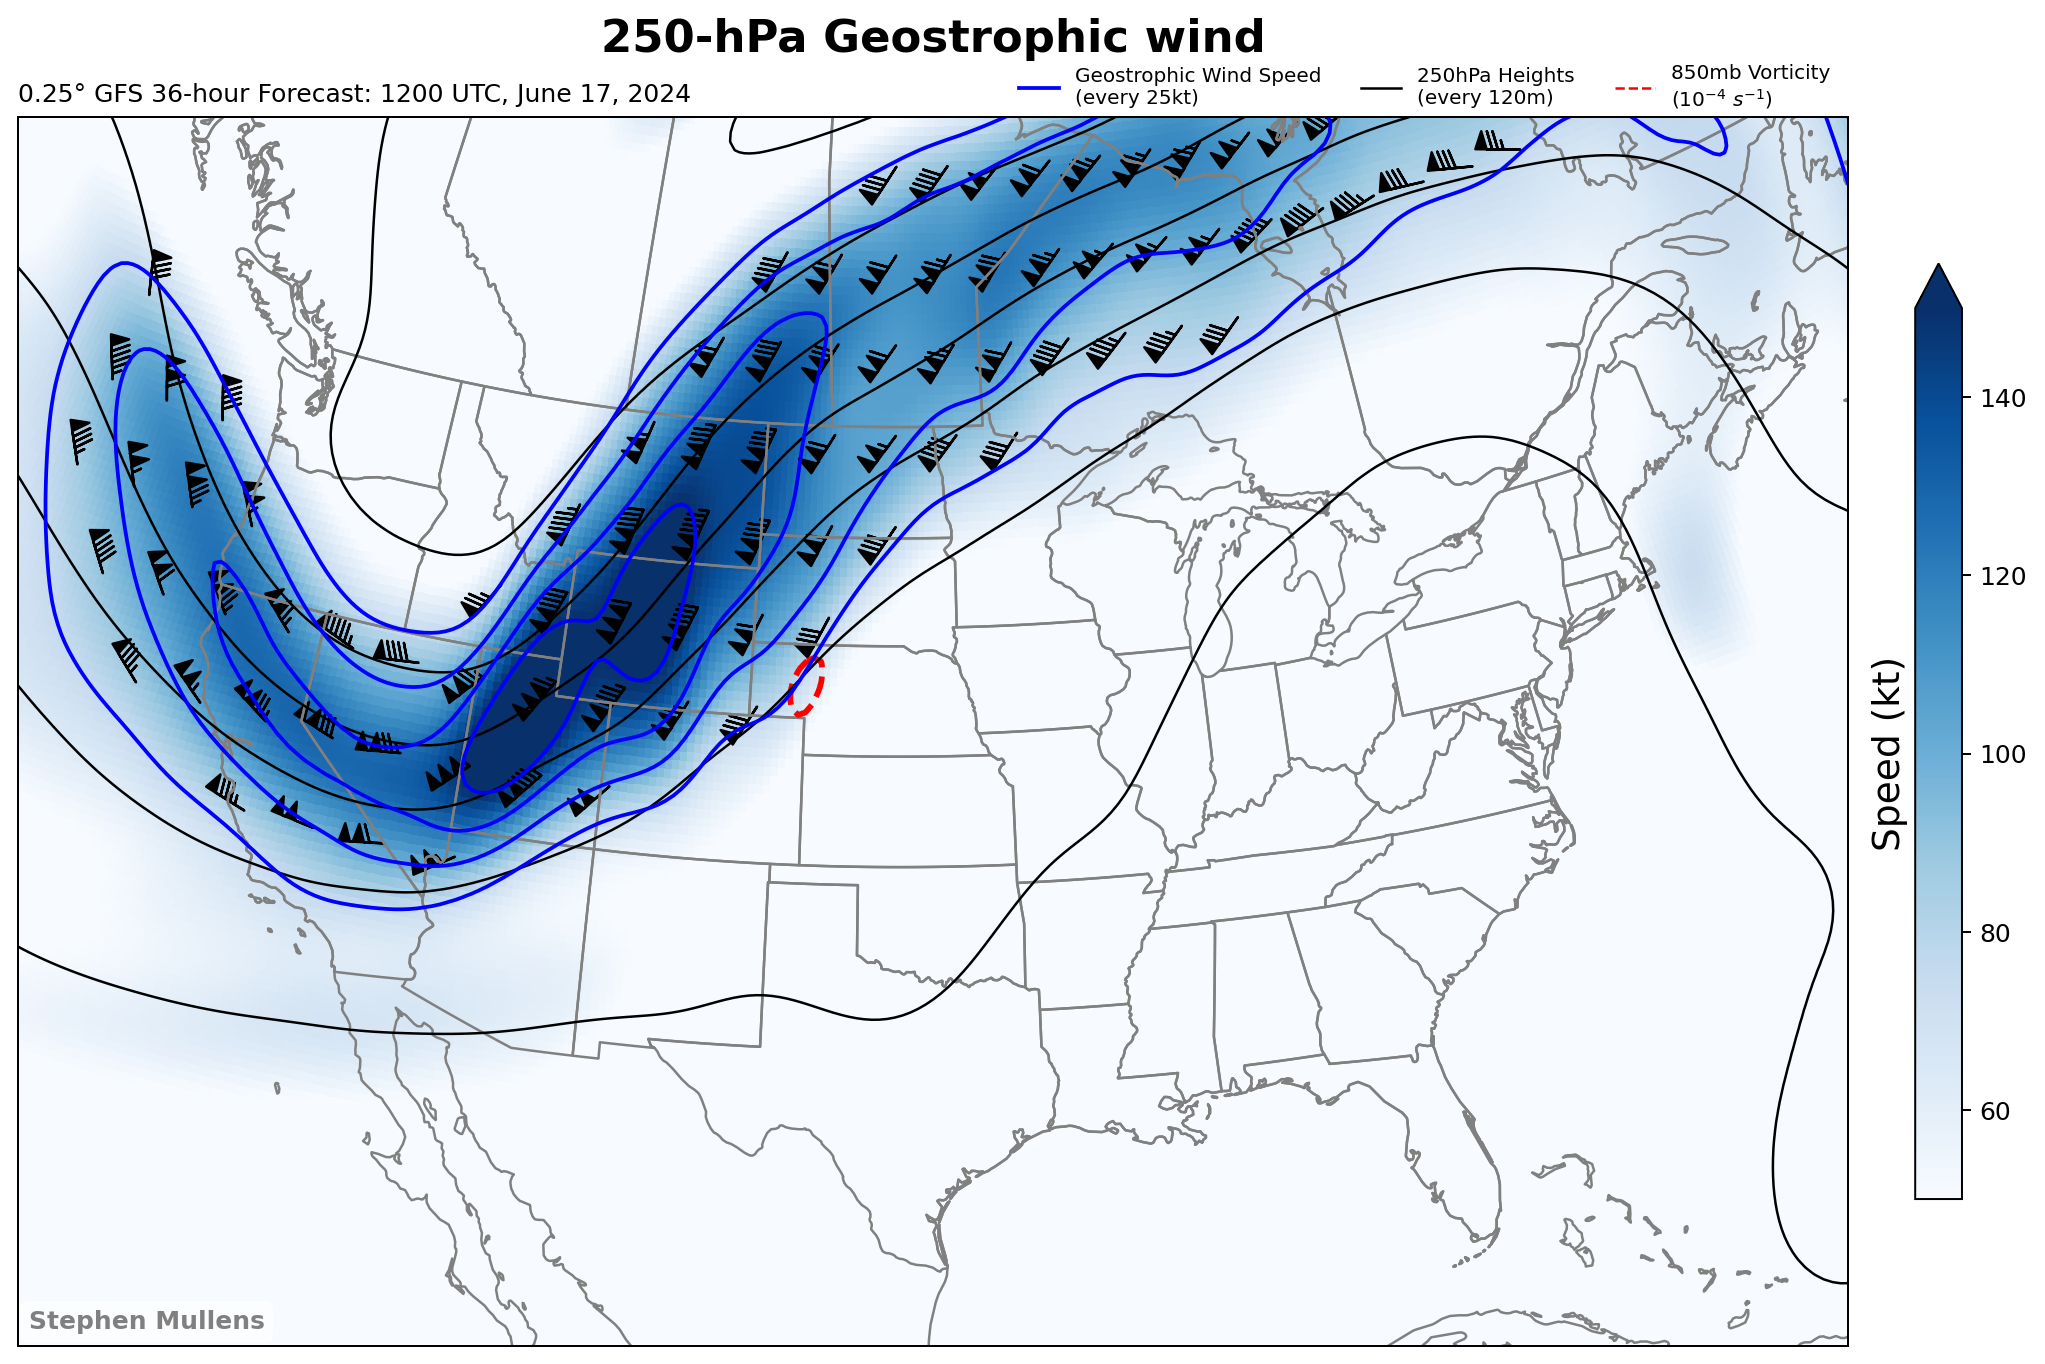 250-hPa Geostrophic wind
0.25° GFS 36-hour Forecast: 1200 UTC, June 17, 2024
Geostrophic Wind Speed
(every 25kt)
250hPa Heights
(every 120m)
850mb Vorticity
(10⁻⁴ s⁻¹)
140
120
100
80
60
Speed (kt)
Stephen Mullens